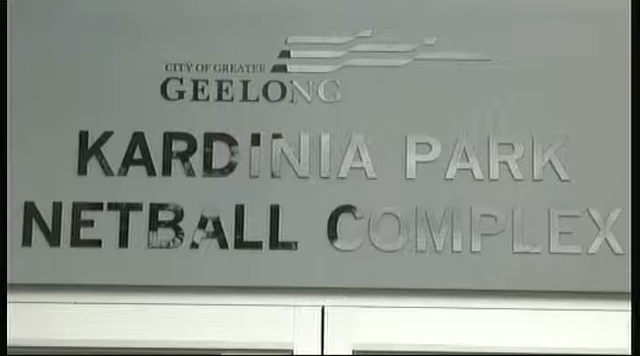 CITY OF GREATER
GEELONG
KARDINIA PARK
NETBALL COMPLEX